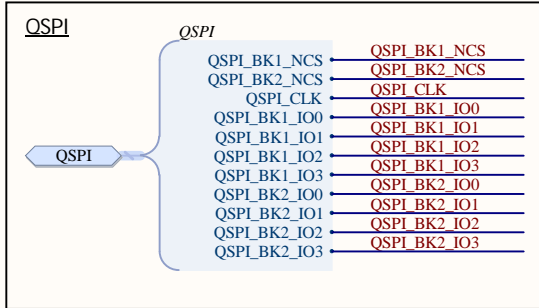 QSPI
QSPI
QSPI
QSPI_BK1_NCS QSPI_BK1_NCS
QSPI_BK2_NCS QSPI_BK2_NCS
QSPI_CLK QSPI_CLK
QSPI_BK1_IO0 QSPI_BK1_IO0
QSPI_BK1_IO1 QSPI_BK1_IO1
QSPI_BK1_IO2 QSPI_BK1_IO2
QSPI_BK1_IO3 QSPI_BK1_IO3
QSPI_BK2_IO0 QSPI_BK2_IO0
QSPI_BK2_IO1 QSPI_BK2_IO1
QSPI_BK2_IO2 QSPI_BK2_IO2
QSPI_BK2_IO3 QSPI_BK2_IO3